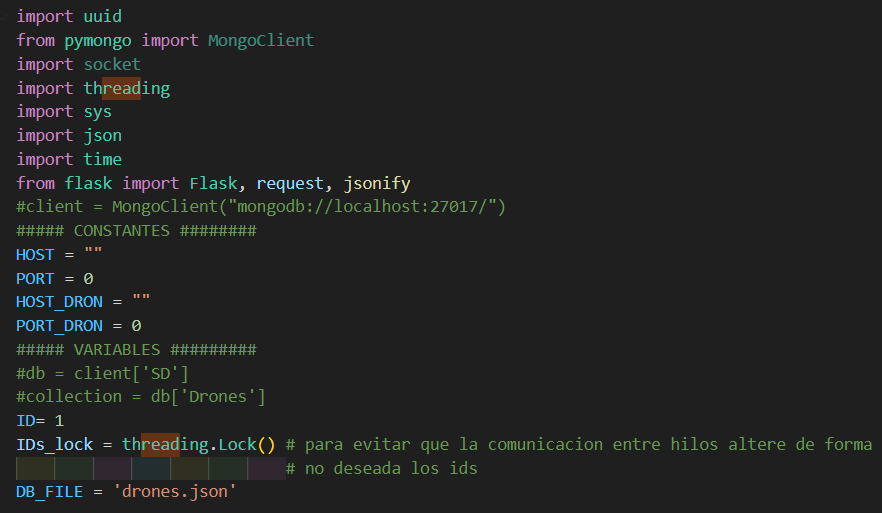 import uuid
from pymongo import MongoClient
import socket
import threading
import sys
import json
import time
from flask import Flask, request, jsonify
#client = MongoClient("mongodb://localhost:27017/")
##### CONSTANTES ########
HOST = ""
PORT = 0
HOST_DRON = ""
PORT_DRON = 0
##### VARIABLES #########
#db = client['SD']
#collection = db['Drones']
ID= 1
IDs_lock = threading.Lock() # para evitar que la comunicacion entre hilos altere de forma
# no deseada los ids
DB_FILE = 'drones.json'